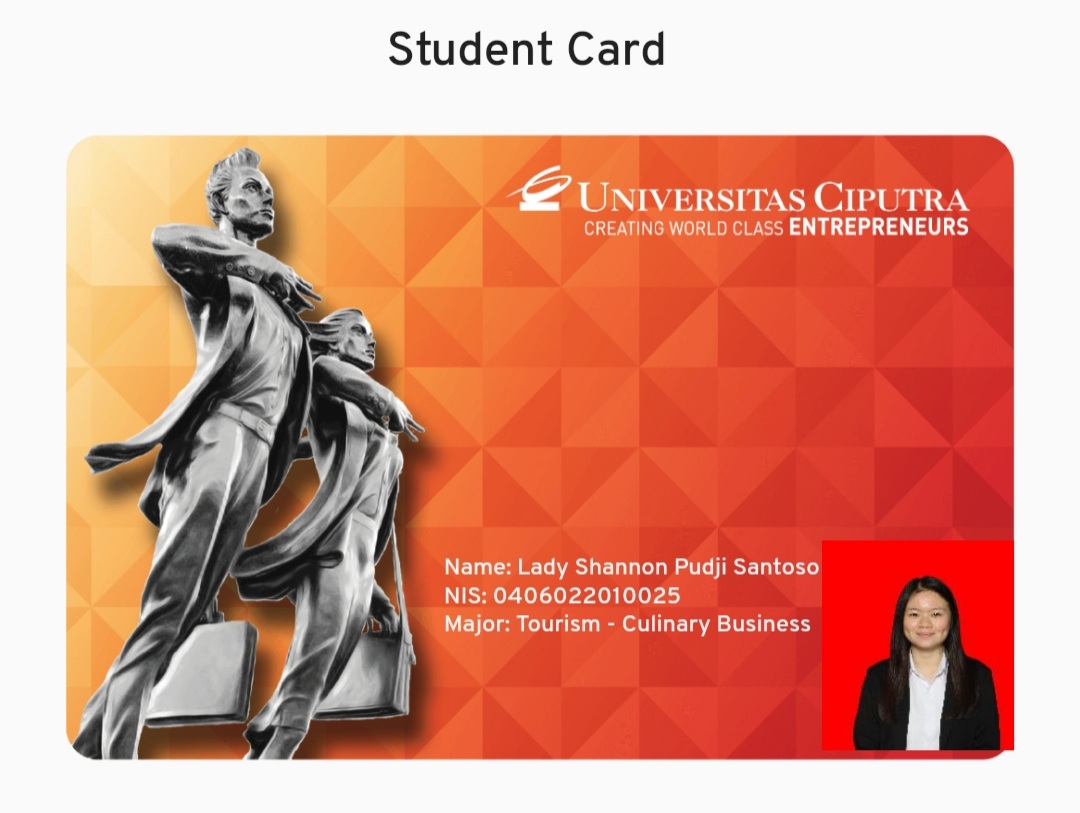 Student Card
UNIVERSITAS CIPUTRA
CREATING WORLD CLASS ENTREPRENEURS
Name: Lady Shannon Pudji Santoso
NIS: 0406022010025
Major: Tourism - Culinary Business